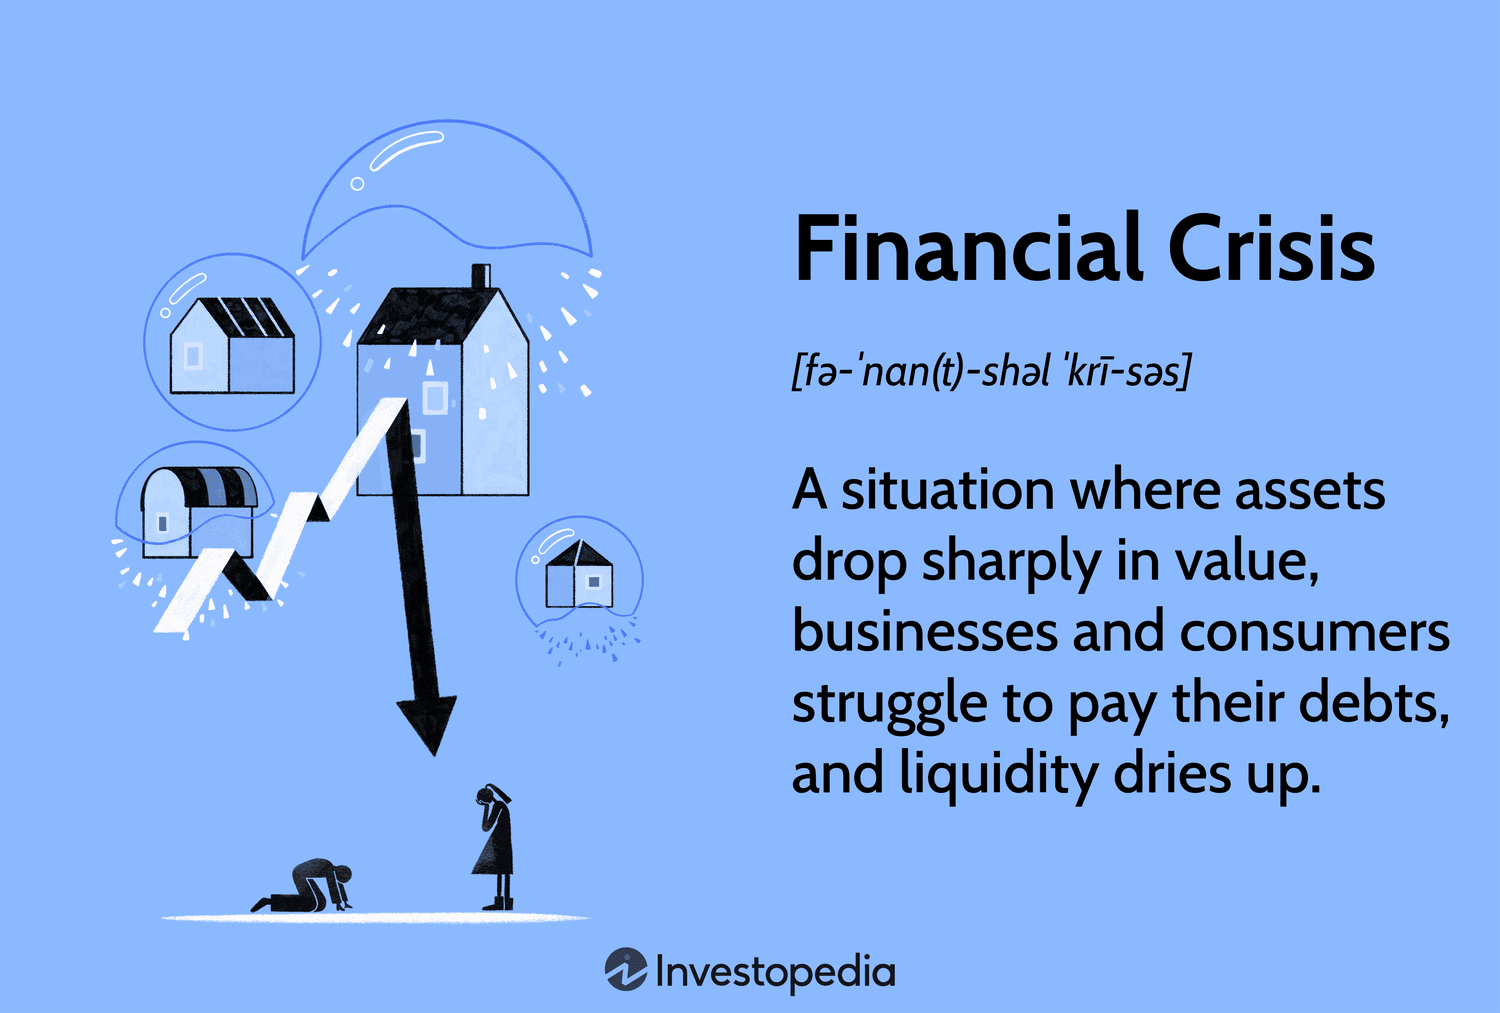 Financial Crisis
[fə-ˈnan(t)-shəl ˈkrī-səs]
A situation where assets
drop sharply in value,
businesses and consumers
struggle to pay their debts,
and liquidity dries up.
Investopedia